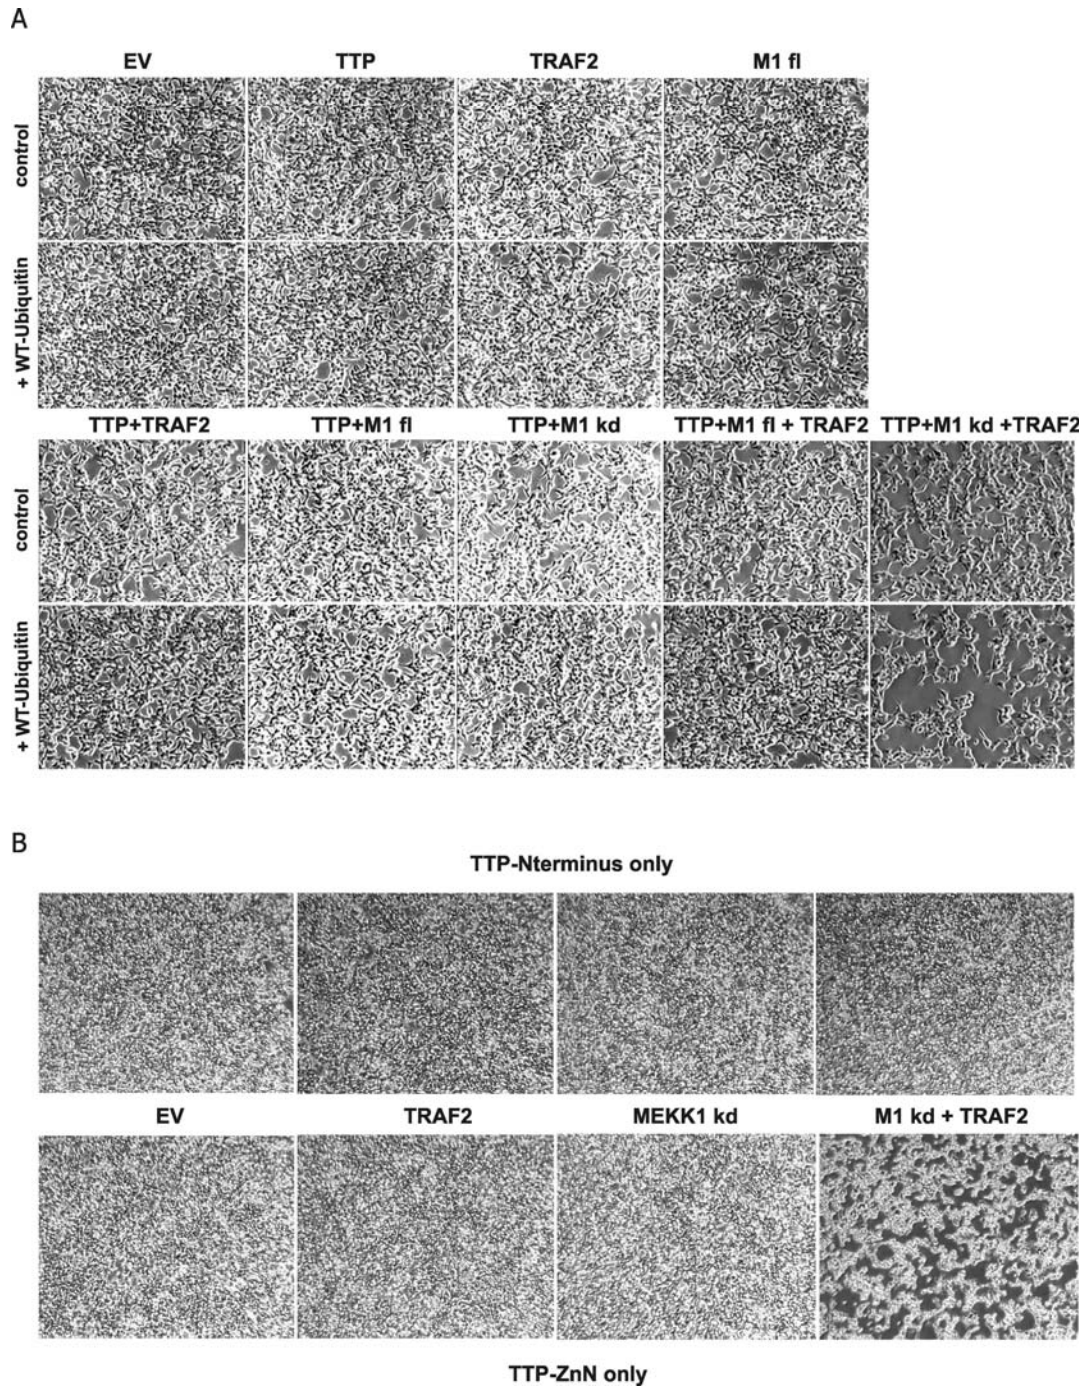 A
EV TTP TRAF2 M1 fl
control
+ WT-Ubiquitin
TTP+TRAF2 TTP+M1 fl TTP+M1 kd TTP+M1 fl + TRAF2 TTP+M1 kd +TRAF2
control
+ WT-Ubiquitin
B
TTP-Nterminus only
EV TRAF2 MEKK1 kd M1 kd + TRAF2
TTP-ZnN only